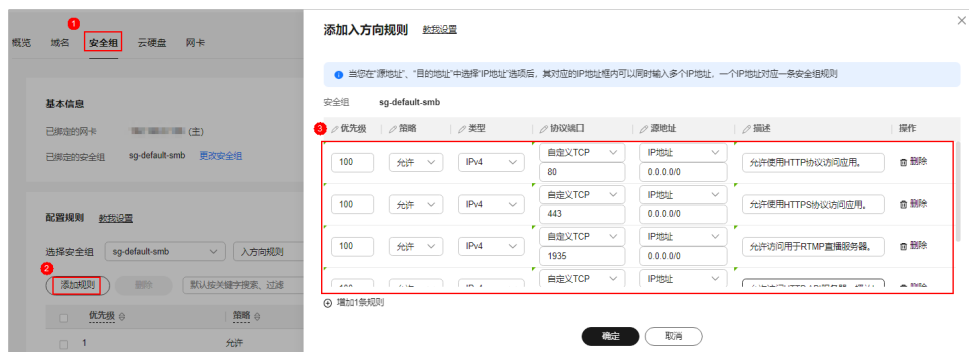 1
概览 域名 安全组 云硬盘 网卡
基本信息
已绑定的网卡 (主)
已绑定的安全组 sg-default-smb 更改安全组
配置规则 教我设置
选择安全组 sg-default-smb 入方向规则
2
添加规则 删除 默认按关键字搜索、过滤
优先级 策略
1 允许
添加入方向规则 教我设置
当您在"源地址"、"目的地址"中选择"IP地址"选项后，其对应的IP地址框内可以同时输入多个IP地址，一个IP地址对应一条安全组规则
安全组 sg-default-smb
3 优先级 策略 类型 协议端口 源地址 描述 操作
100 允许 IPv4 自定义TCP IP地址 允许使用HTTP协议访问应用。 删除
80 0.0.0.0/0
100 允许 IPv4 自定义TCP IP地址 允许使用HTTPS协议访问应用。 删除
443 0.0.0.0/0
100 允许 IPv4 自定义TCP IP地址 允许访问用于RTMP直播服务器。 删除
1935 0.0.0.0/0
自定义TCP IP地址
增加1条规则
确定 取消